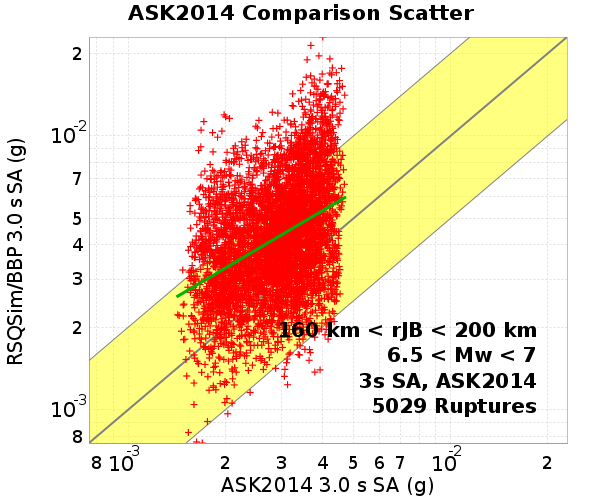 ASK2014 Comparison Scatter
RSQSim/BBP 3.0 s SA (g)
2
10-2
7
5
4
3
2
10-3
8
160 km < rJB < 200 km
6.5 < Mw < 7
3s SA, ASK2014
5029 Ruptures
8 10-3 2 3 4 5 6 7 10-2 2
ASK2014 3.0 s SA (g)